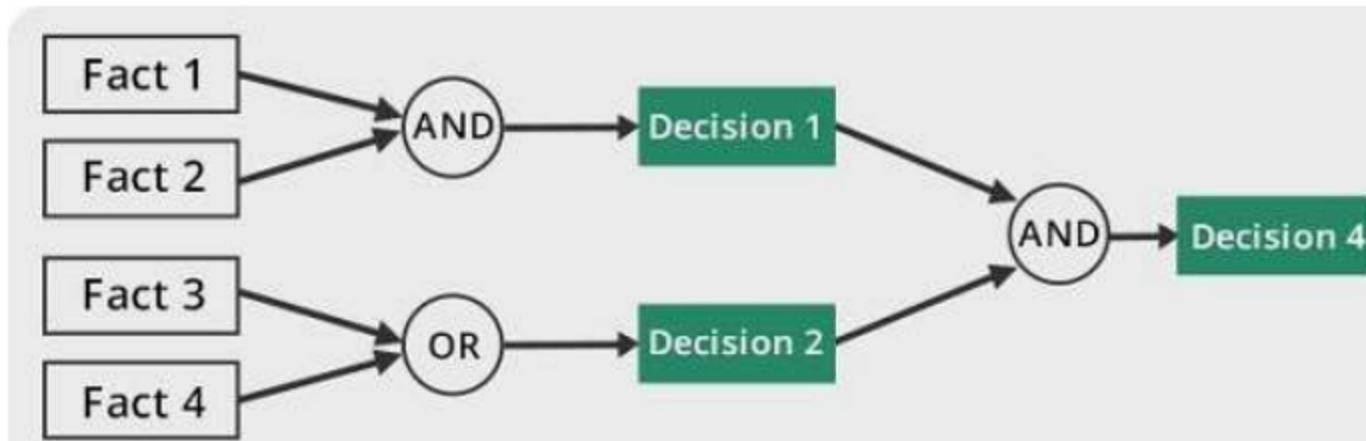 Fact 1
Fact 2
AND
Decision 1
AND
Decision 4
Fact 3
Fact 4
OR
Decision 2